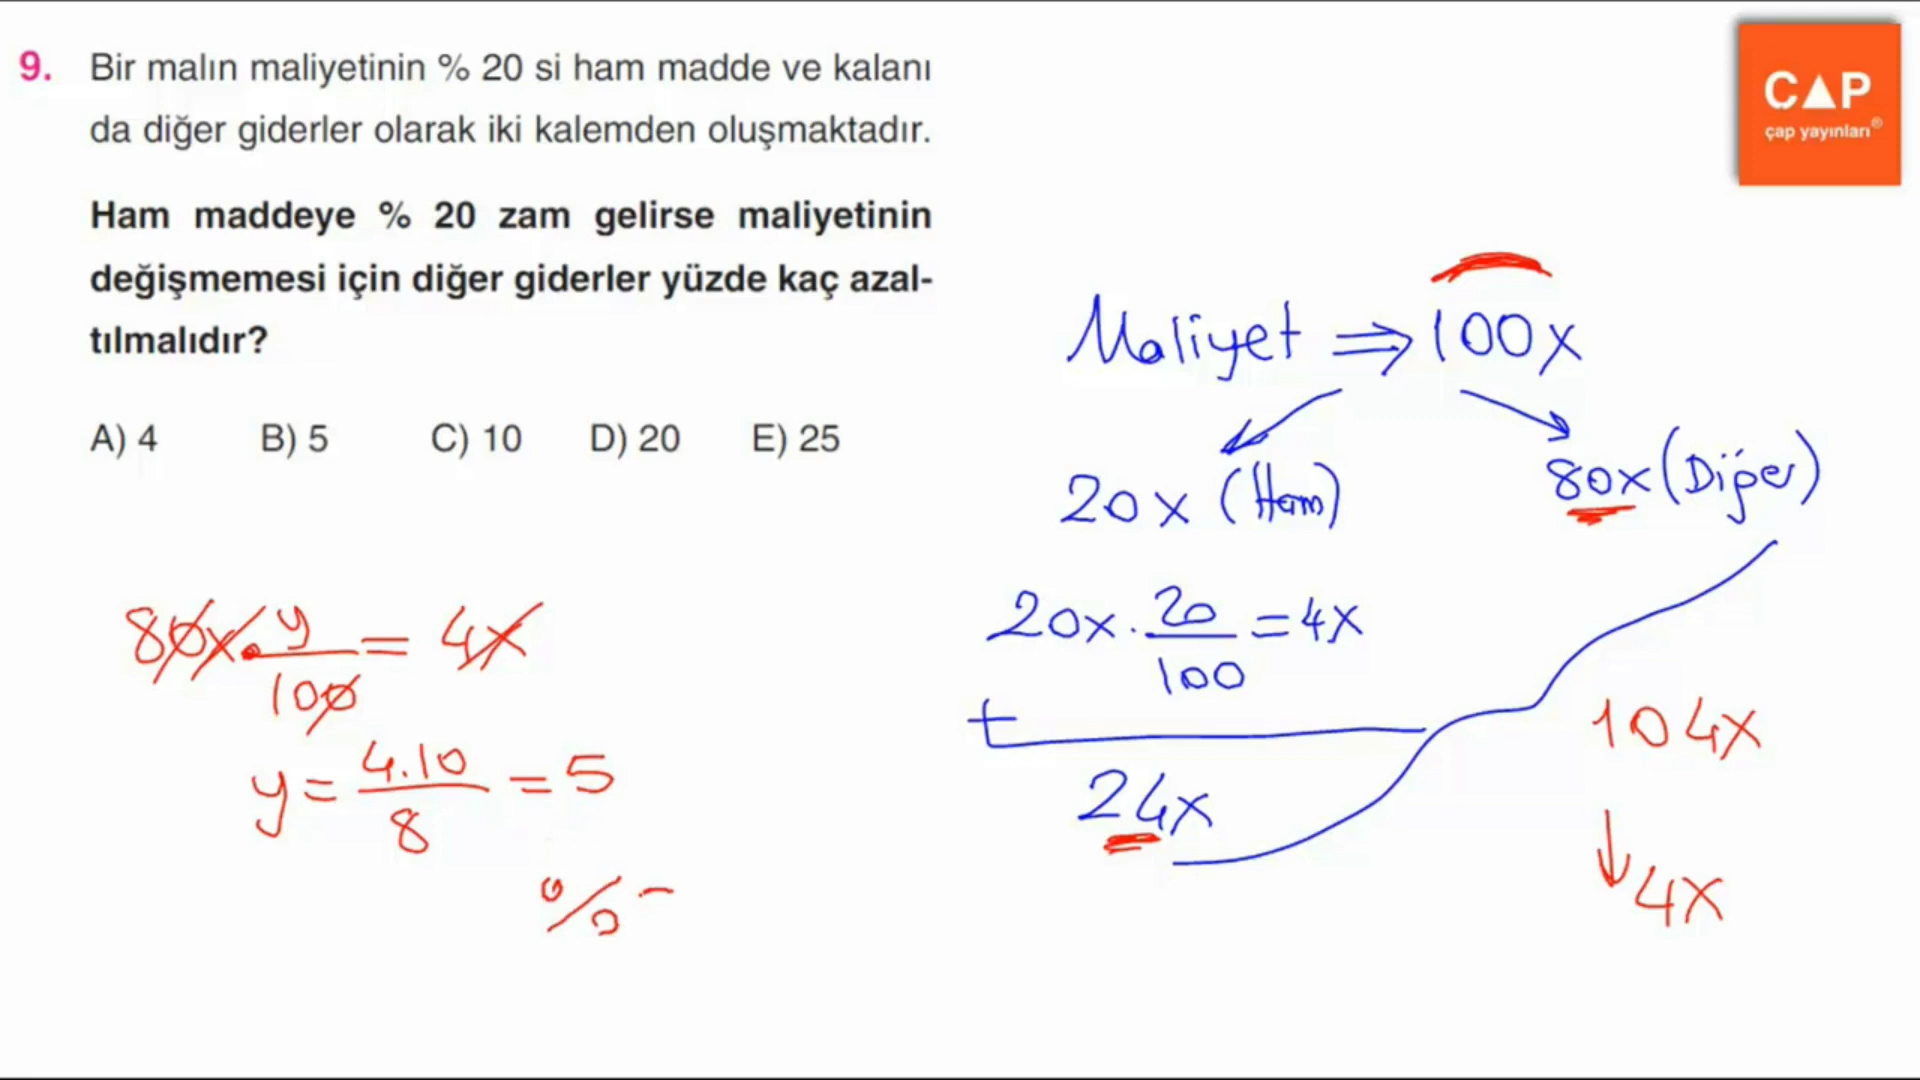 9. Bir malın maliyetinin % 20 si ham madde ve kalanı
da diğer giderler olarak iki kalemden oluşmaktadır.
Ham maddeye % 20 zam gelirse maliyetinin
değişmemesi için diğer giderler yüzde kaç azal-
tılmalıdır?
A) 4 B) 5 C) 10 D) 20 E) 25
CAP
çap yayınları®
Maliyet ⇒ 100x
20x (Ham)
80x (Diğer)
20x . 20/100 = 4x
+
24x
104x
↓ 4x
80x . y/100 = 4x
y = 4.10/8 = 5
%